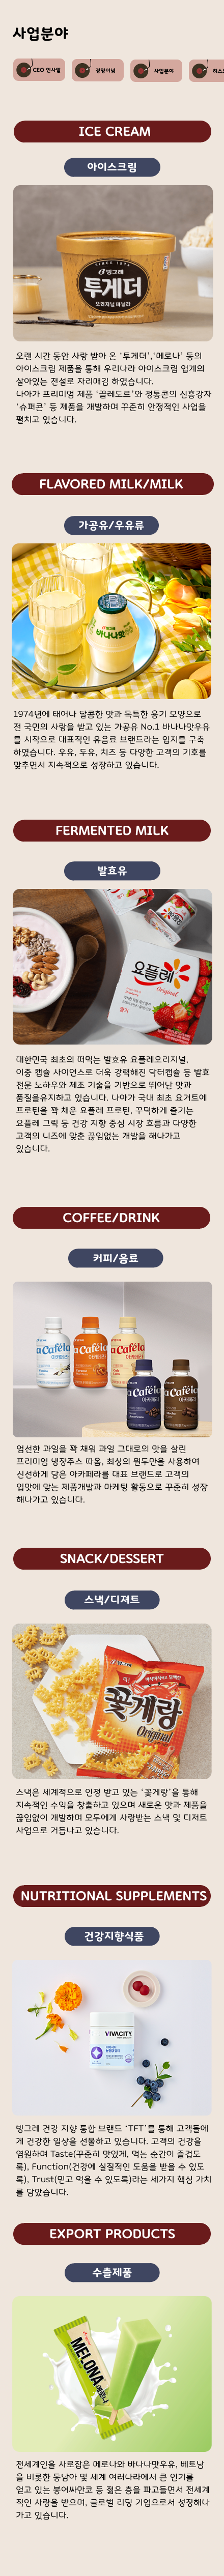 사업분야
CEO 인사말
경영이념
사업분야
히스
ICE CREAM
아이스크림
SINCE 1974
빙그레
투게더
오리지널 바닐라
오랜 시간 동안 사랑 받아 온 '투게더','메로나' 등의
아이스크림 제품을 통해 우리나라 아이스크림 업계의
살아있는 전설로 자리매김 하였습니다.
나아가 프리미엄 제품 '끌레도르'와 정통콘의 신흥강자
'슈퍼콘' 등 제품을 개발하며 꾸준히 안정적인 사업을
펼치고 있습니다.
FLAVORED MILK/MILK
가공유/우유류
빙그레
바나나맛
1974년에 태어나 달콤한 맛과 독특한 용기 모양으로
전 국민의 사랑을 받고 있는 가공유 No.1 바나나맛우유
를 시작으로 대표적인 유음료 브랜드라는 입지를 구축
하였습니다. 우유, 두유, 치즈 등 다양한 고객의 기호를
맞추면서 지속적으로 성장하고 있습니다.
FERMENTED MILK
발효유
요플레
Original
딸기
대한민국 최초의 떠먹는 발효유 요플레오리지널,
이중 캡슐 사이언스로 더욱 강력해진 닥터캡슐 등 발효
전문 노하우와 제조 기술을 기반으로 뛰어난 맛과
품질을유지하고 있습니다. 나아가 국내 최초 요거트에
프로틴을 꽉 채운 요플레 프로틴, 꾸덕하게 즐기는
요플레 그릭 등 건강 지향 중심 시장 흐름과 다양한
고객의 니즈에 맞춘 끊임없는 개발을 해나가고
있습니다.
COFFEE/DRINK
커피/음료
a Caféla
아카페라
a Caféla
아카페라
a Caféla
아카페라
a Caféla
아카페라
a Caféla
아카페라
엄선한 과일을 꽉 채워 과일 그대로의 맛을 살린
프리미엄 냉장주스 따옴, 최상의 원두만을 사용하여
신선하게 담은 아카페라를 대표 브랜드로 고객의
입맛에 맞는 제품개발과 마케팅 활동으로 꾸준히 성장
해나가고 있습니다.
SNACK/DESSERT
스낵/디져트
빙그레
꽃게랑
Original
스낵은 세계적으로 인정 받고 있는 '꽃게랑'을 통해
지속적인 수익을 창출하고 있으며 새로운 맛과 제품을
끊임없이 개발하며 모두에게 사랑받는 스낵 및 디저트
사업으로 거듭나고 있습니다.
NUTRITIONAL SUPPLEMENTS
건강지향식품
VIVACITY
빙그레 건강 지향 통합 브랜드 'TFT'를 통해 고객들에
게 건강한 일상을 선물하고 있습니다. 고객의 건강을
염원하며 Taste(꾸준히 맛있게, 먹는 순간이 즐겁도
록), Function(건강에 실질적인 도움을 받을 수 있도
록), Trust(믿고 먹을 수 있도록)라는 세가지 핵심 가치
를 담았습니다.
EXPORT PRODUCTS
수출제품
MELONA
메로나
전세계인을 사로잡은 메로나와 바나나맛우유, 베트남
을 비롯한 동남아 및 세계 여러나라에서 큰 인기를
얻고 있는 붕어싸만코 등 젊은 층을 파고들면서 전세계
적인 사랑을 받으며, 글로벌 리딩 기업으로서 성장해나
가고 있습니다.